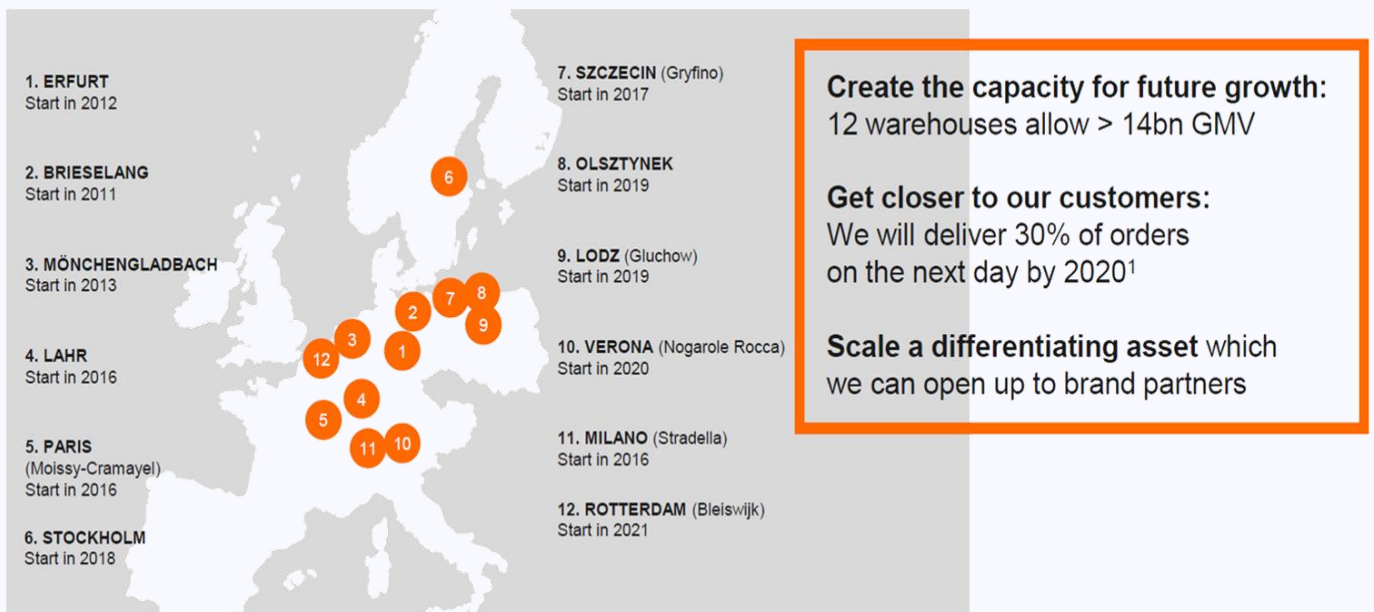 1. ERFURT
Start in 2012
2. BRIESELANG
Start in 2011
3. MÖNCHENGLADBACH
Start in 2013
4. LAHR
Start in 2016
5. PARIS
(Moissy-Cramayel)
Start in 2016
6. STOCKHOLM
Start in 2018
6
7
8
2
9
3
12
1
4
5
11
10
7. SZCZECIN (Gryfino)
Start in 2017
8. OLSZTYNEK
Start in 2019
9. LODZ (Gluchow)
Start in 2019
10. VERONA (Nogarole Rocca)
Start in 2020
11. MILANO (Stradella)
Start in 2016
12. ROTTERDAM (Bleiswijk)
Start in 2021
Create the capacity for future growth:
12 warehouses allow > 14bn GMV
Get closer to our customers:
We will deliver 30% of orders
on the next day by 2020¹
Scale a differentiating asset which
we can open up to brand partners